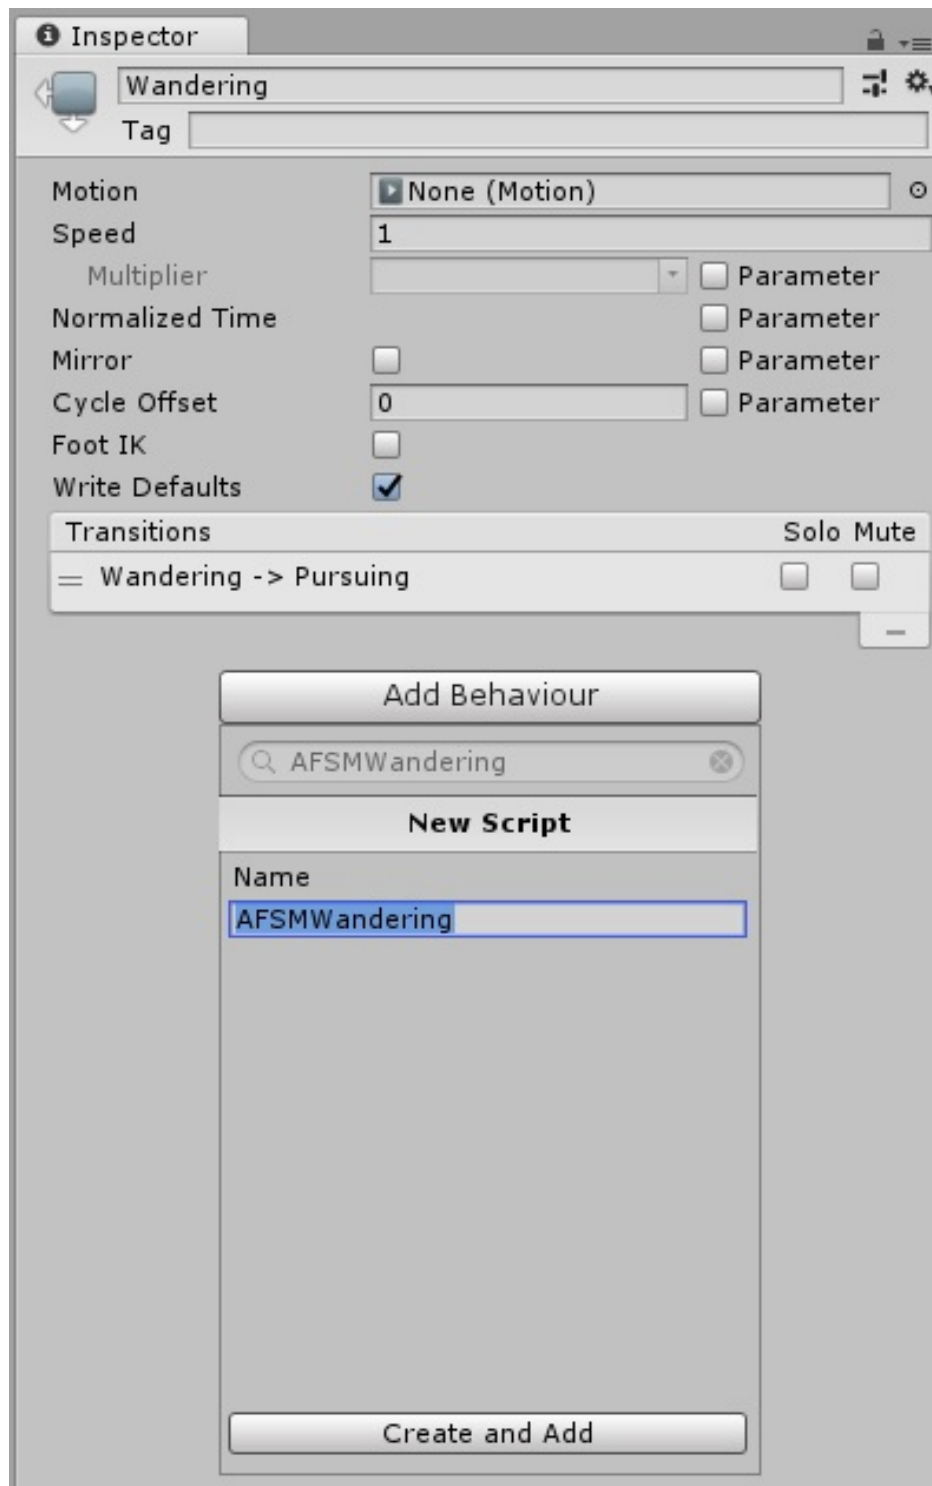 Inspector
Wandering
Tag
Motion None (Motion)
Speed 1
Multiplier Parameter
Normalized Time Parameter
Mirror Parameter
Cycle Offset 0 Parameter
Foot IK
Write Defaults
Transitions Solo Mute
Wandering -> Pursuing
Add Behaviour
AFSMWandering
New Script
Name
AFSMWandering
Create and Add